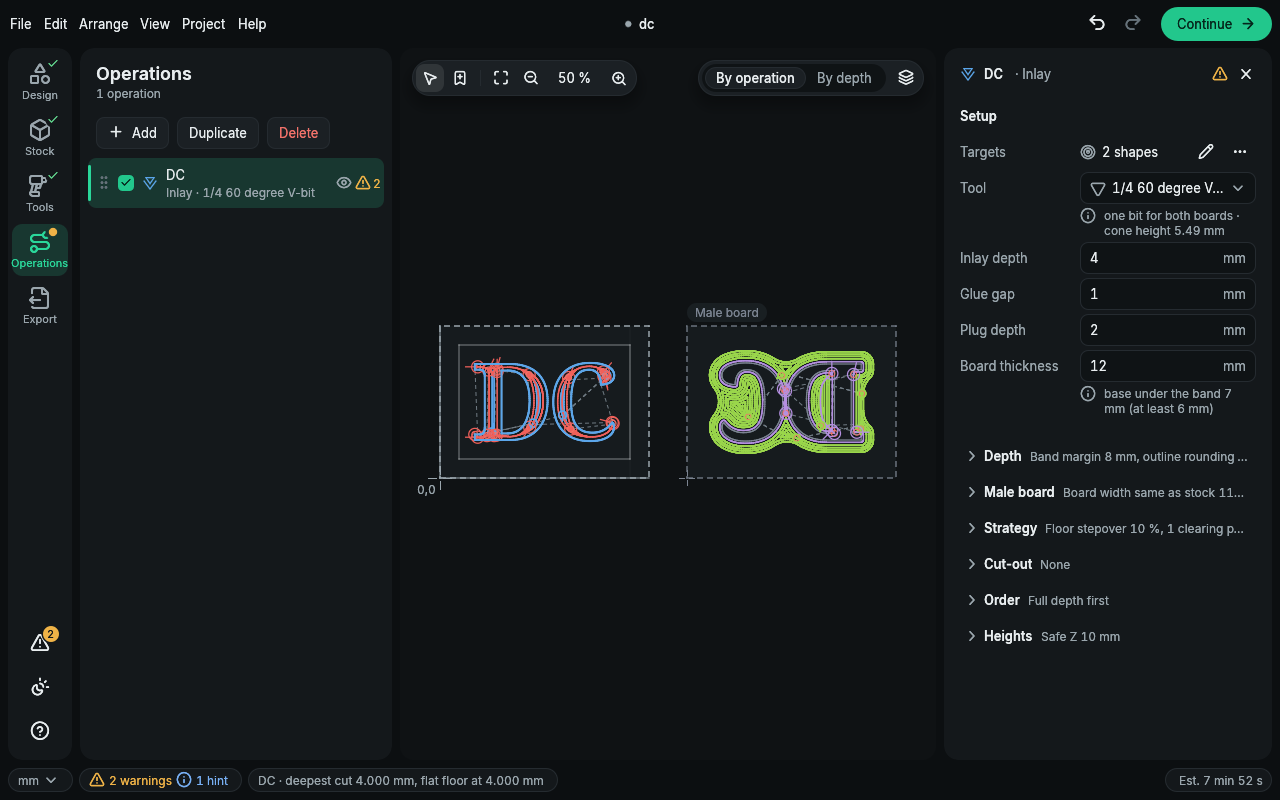 File Edit Arrange View Project Help
dc
Continue
Design
Stock
Tools
Operations
Export
2
Operations
1 operation
Add Duplicate Delete
DC
Inlay · 1/4 60 degree V-bit
2
50 %
By operation By depth
Male board
DC
DC
0,0
DC · Inlay
Setup
Targets 2 shapes
Tool 1/4 60 degree V...
one bit for both boards ·
cone height 5.49 mm
Inlay depth 4 mm
Glue gap 1 mm
Plug depth 2 mm
Board thickness 12 mm
base under the band 7
mm (at least 6 mm)
Depth Band margin 8 mm, outline rounding ...
Male board Board width same as stock 11...
Strategy Floor stepover 10 %, 1 clearing p...
Cut-out None
Order Full depth first
Heights Safe Z 10 mm
mm
2 warnings 1 hint
DC · deepest cut 4.000 mm, flat floor at 4.000 mm
Est. 7 min 52 s